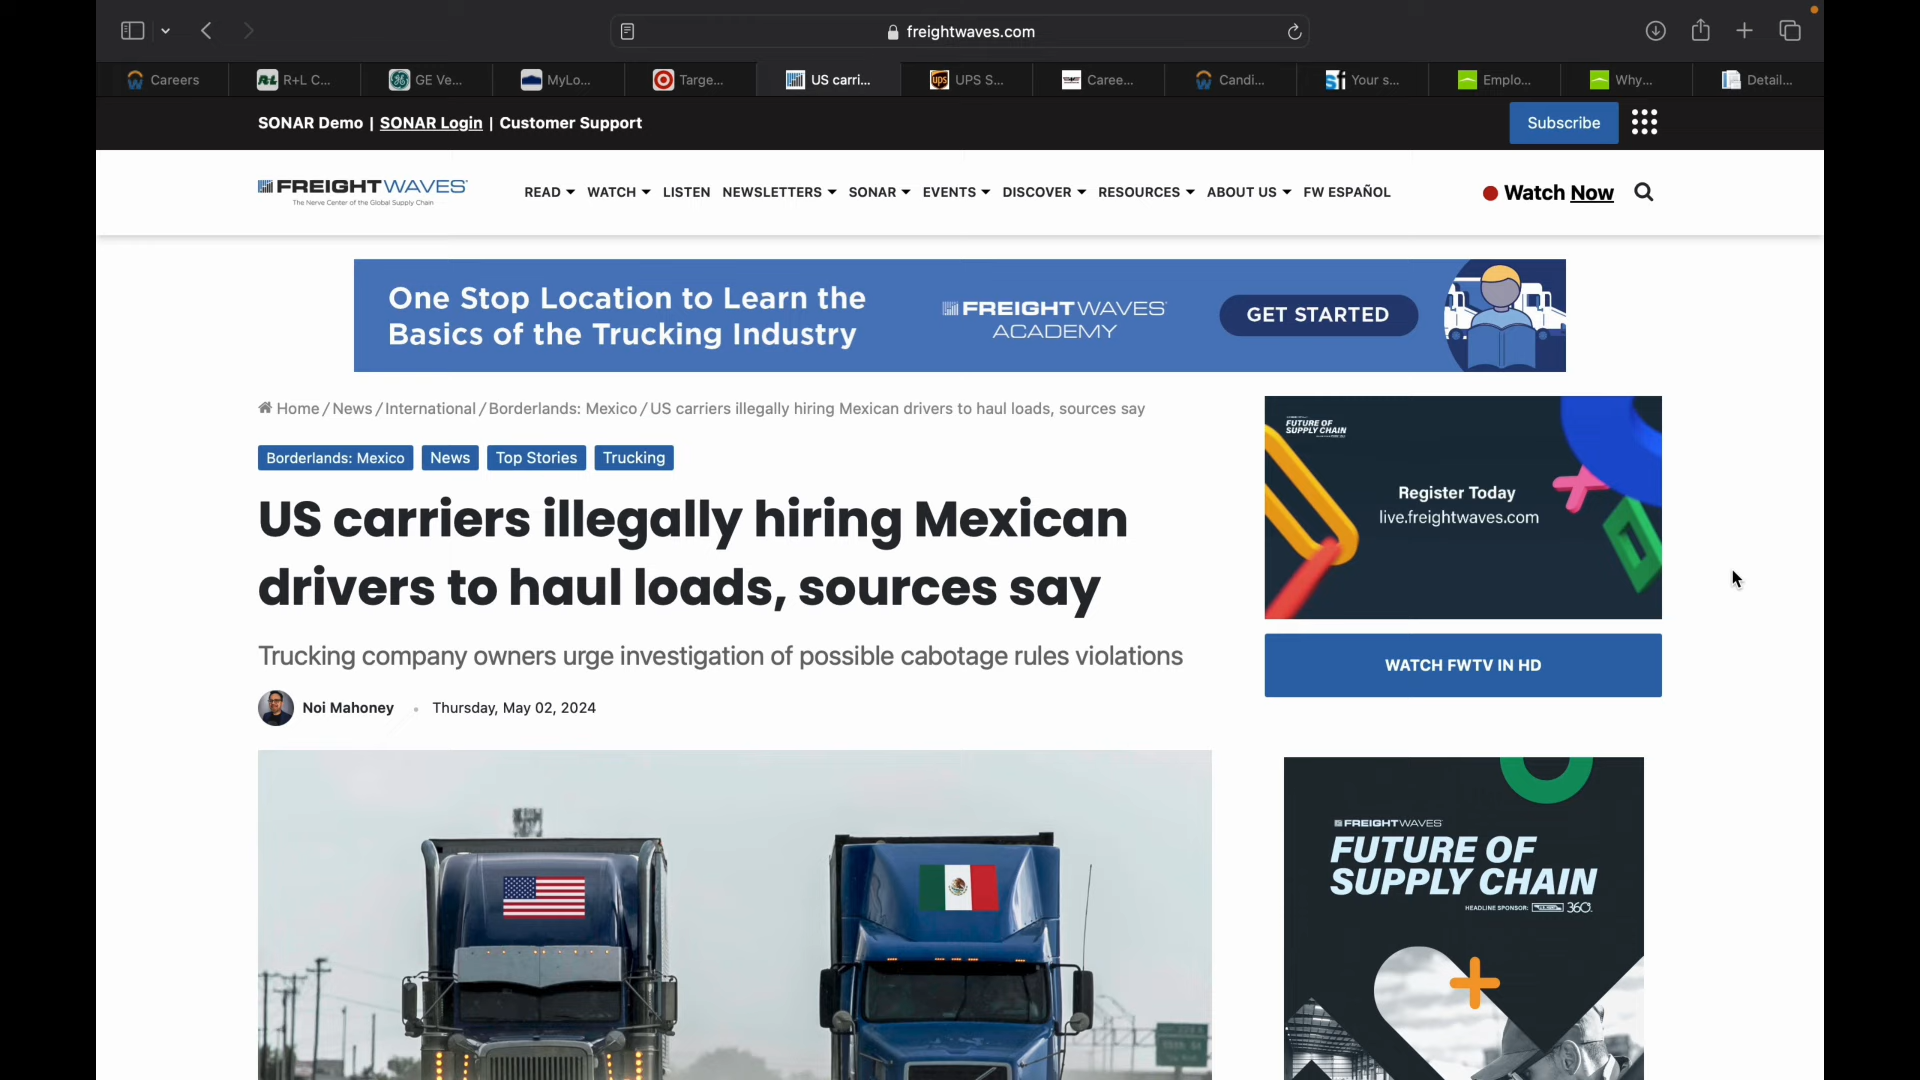 freightwaves.com
Careers
R+L C...
GE Ve...
MyLo...
Targe...
US carri...
UPS S...
Caree...
Candi...
Your s...
Emplo...
Why...
Detail...
SONAR Demo | SONAR Login | Customer Support
Subscribe
FREIGHTWAVES
The Nerve Center of the Global Supply Chain
READ WATCH LISTEN NEWSLETTERS SONAR EVENTS DISCOVER RESOURCES ABOUT US FW ESPAÑOL
Watch Now
One Stop Location to Learn the
Basics of the Trucking Industry
FREIGHTWAVES
ACADEMY
GET STARTED
Home / News / International / Borderlands: Mexico / US carriers illegally hiring Mexican drivers to haul loads, sources say
Borderlands: Mexico
News
Top Stories
Trucking
US carriers illegally hiring Mexican
drivers to haul loads, sources say
Trucking company owners urge investigation of possible cabotage rules violations
Noi Mahoney
Thursday, May 02, 2024
FUTURE OF
SUPPLY CHAIN
Register Today
live.freightwaves.com
WATCH FWTV IN HD
FREIGHTWAVES
FUTURE OF
SUPPLY CHAIN
HEADLINE SPONSOR:
360